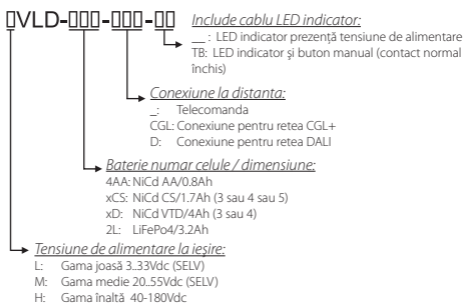 ▯VLD-▯▯▯-▯▯▯-▯▯
Include cablu LED indicator:
__ : LED indicator prezență tensiune de alimentare
TB: LED indicator și buton manual (contact normal
închis)
Conexiune la distanta:
_: Telecomanda
CGL: Conexiune pentru retea CGL+
D: Conexiune pentru retea DALI
Baterie numar celule / dimensiune:
4AA: NiCd AA/0.8Ah
xCS: NiCd CS/1.7Ah (3 sau 4 sau 5)
xD: NiCd VTD/4Ah (3 sau 4)
2L: LiFePo4/3.2Ah
Tensiune de alimentare la ieșire:
L: Gama joasă 3..33Vdc (SELV)
M: Gama medie 20..55Vdc (SELV)
H: Gama înaltă 40-180Vdc